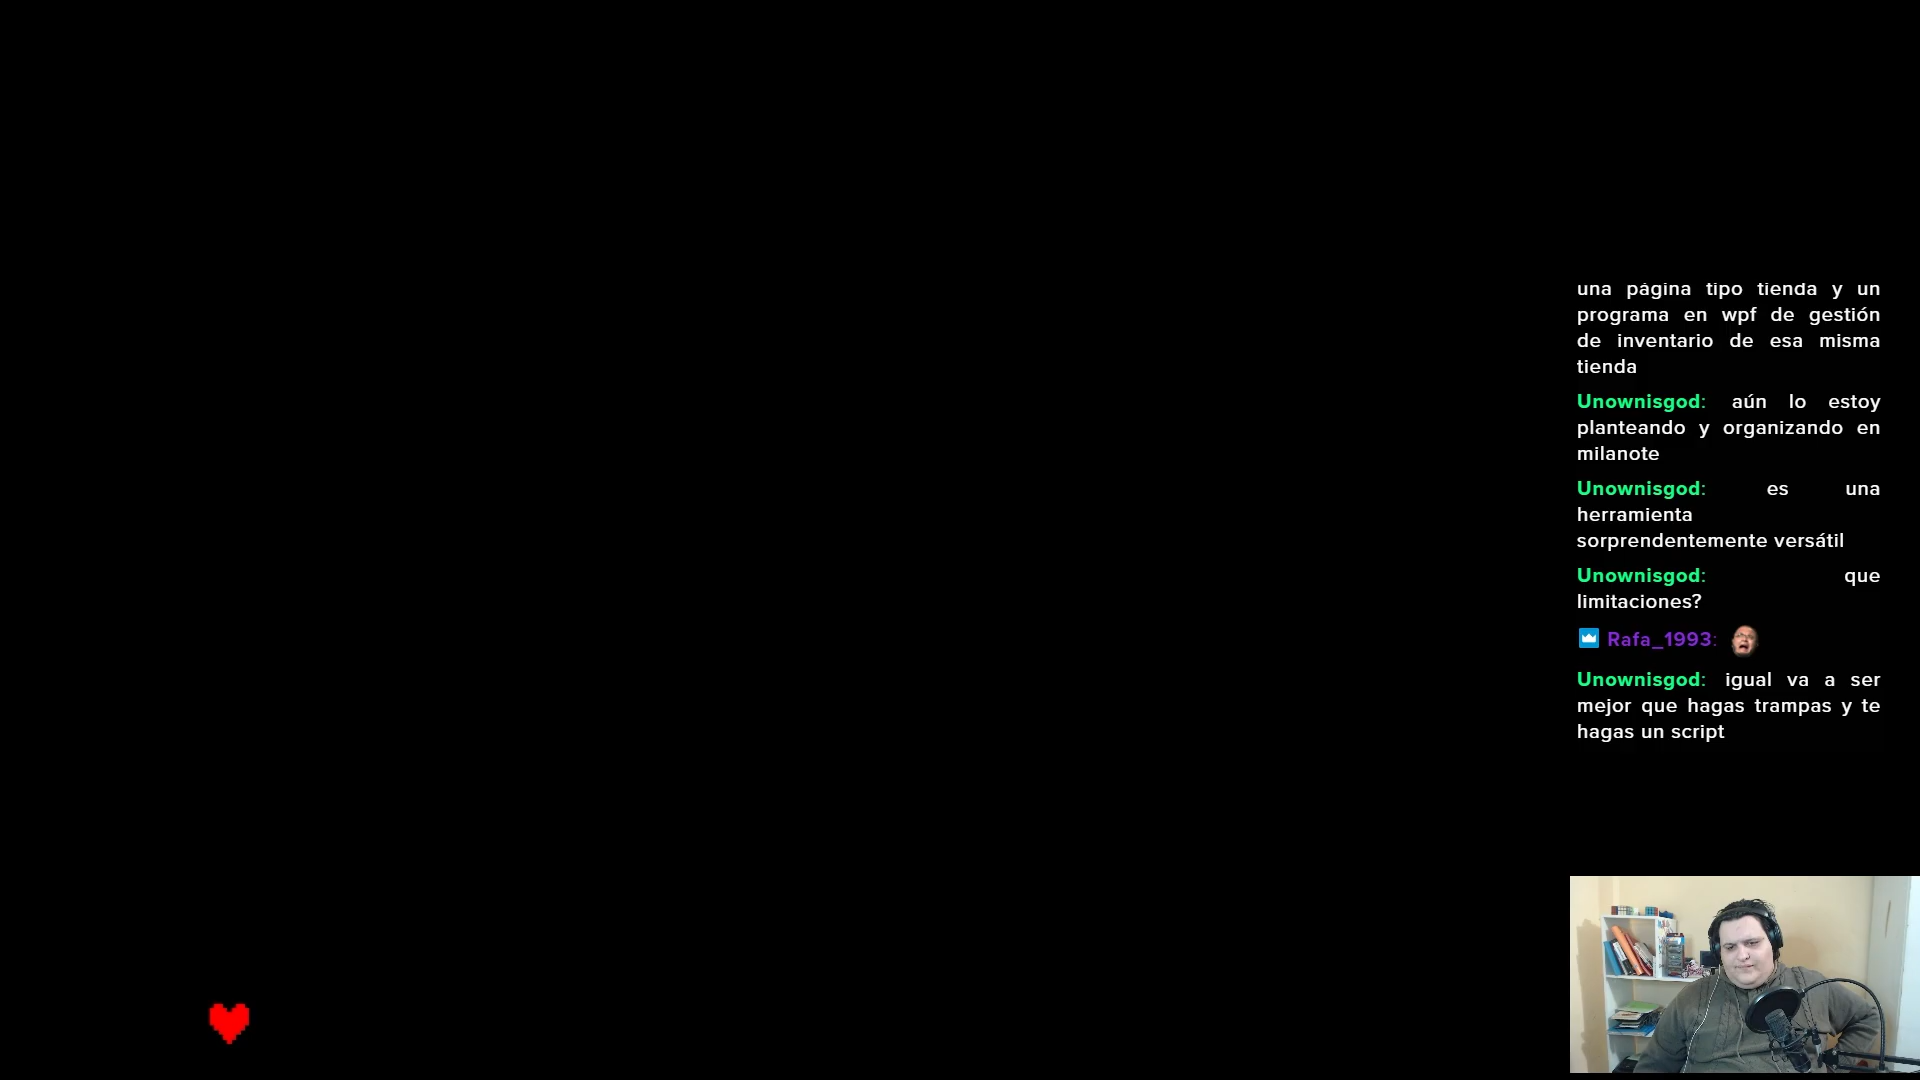 una página tipo tienda y un
programa en wpf de gestión
de inventario de esa misma
tienda
Unownisgod: aún lo estoy
planteando y organizando en
milanote
Unownisgod: es una
herramienta
sorprendentemente versátil
Unownisgod: que
limitaciones?
Rafa_1993:
Unownisgod: igual va a ser
mejor que hagas trampas y te
hagas un script